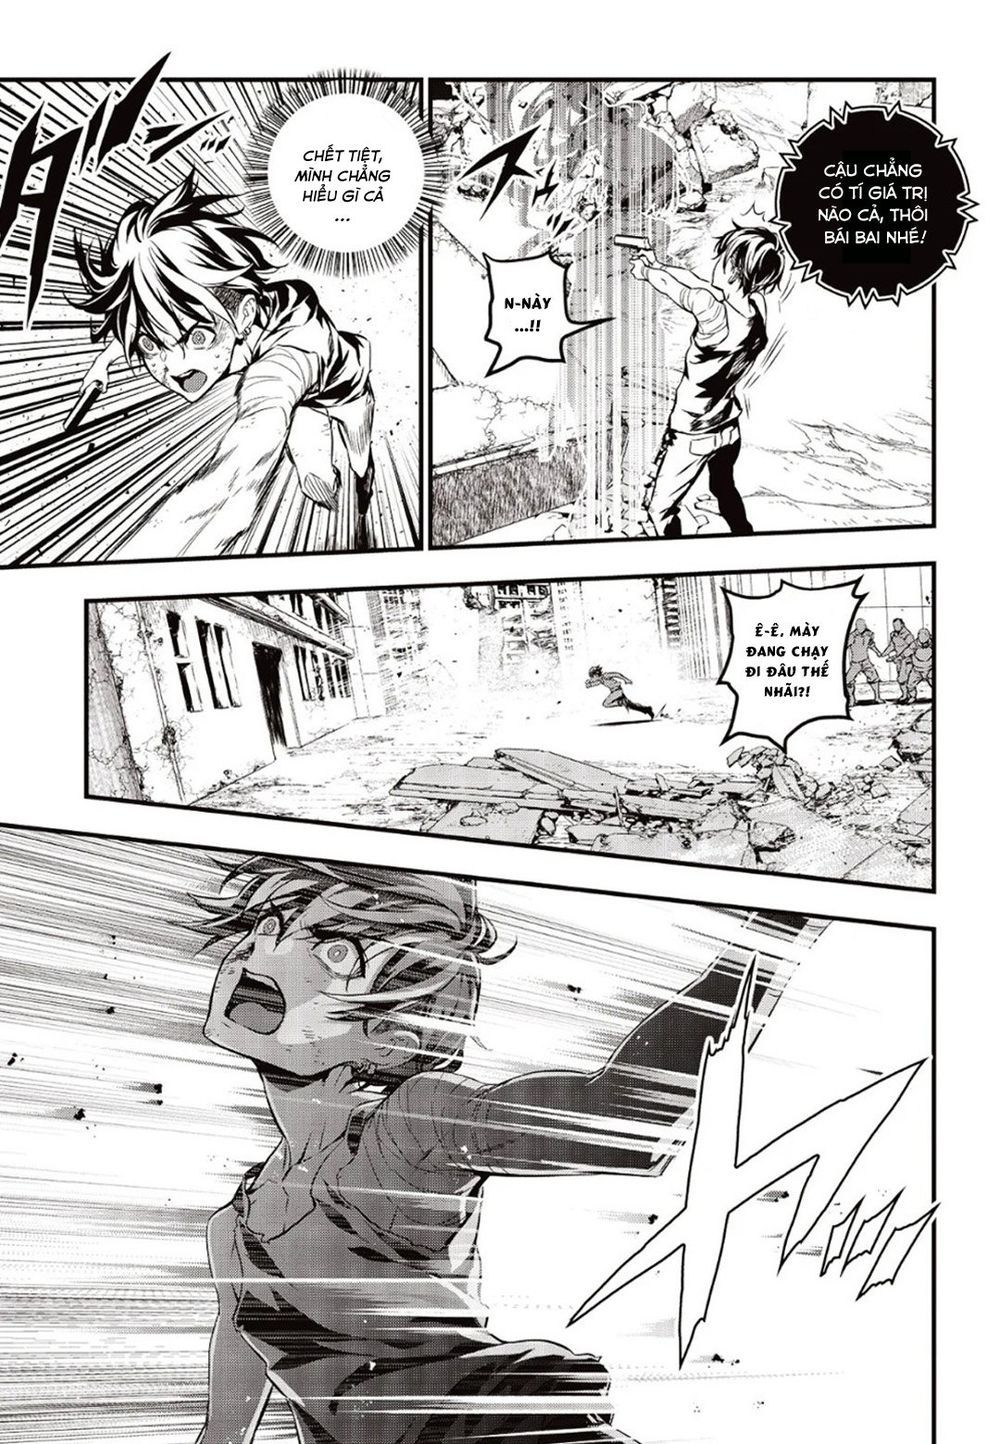 CẬU CHẲNG
CÓ TÍ GIÁ TRỊ
NÀO CẢ, THÔI
BÁI BAI NHÉ!
N-NÀY
...!!
CHẾT TIỆT,
MÌNH CHẲNG
HIỂU GÌ CẢ
...
Ê-Ê, MÀY
ĐANG CHẠY
ĐI ĐÂU THẾ
NHÃI?!